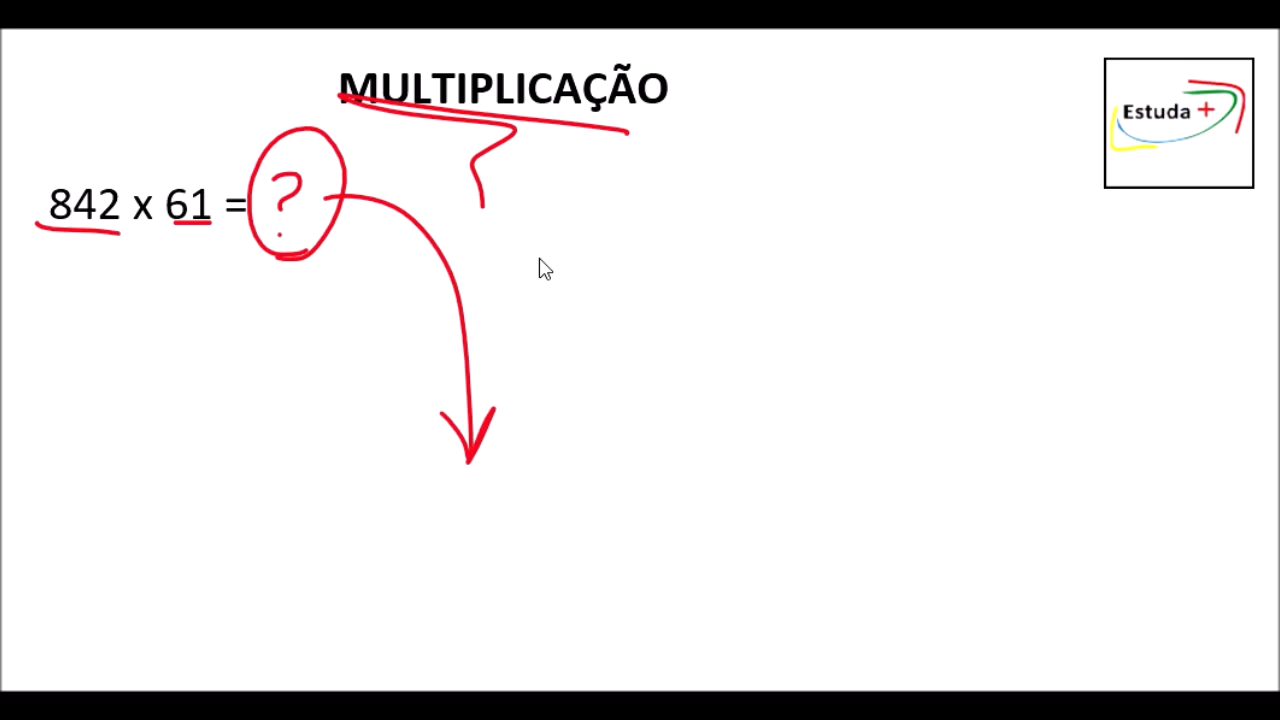 MULTIPLICAÇÃO
Estuda +
842 x 61 = ?